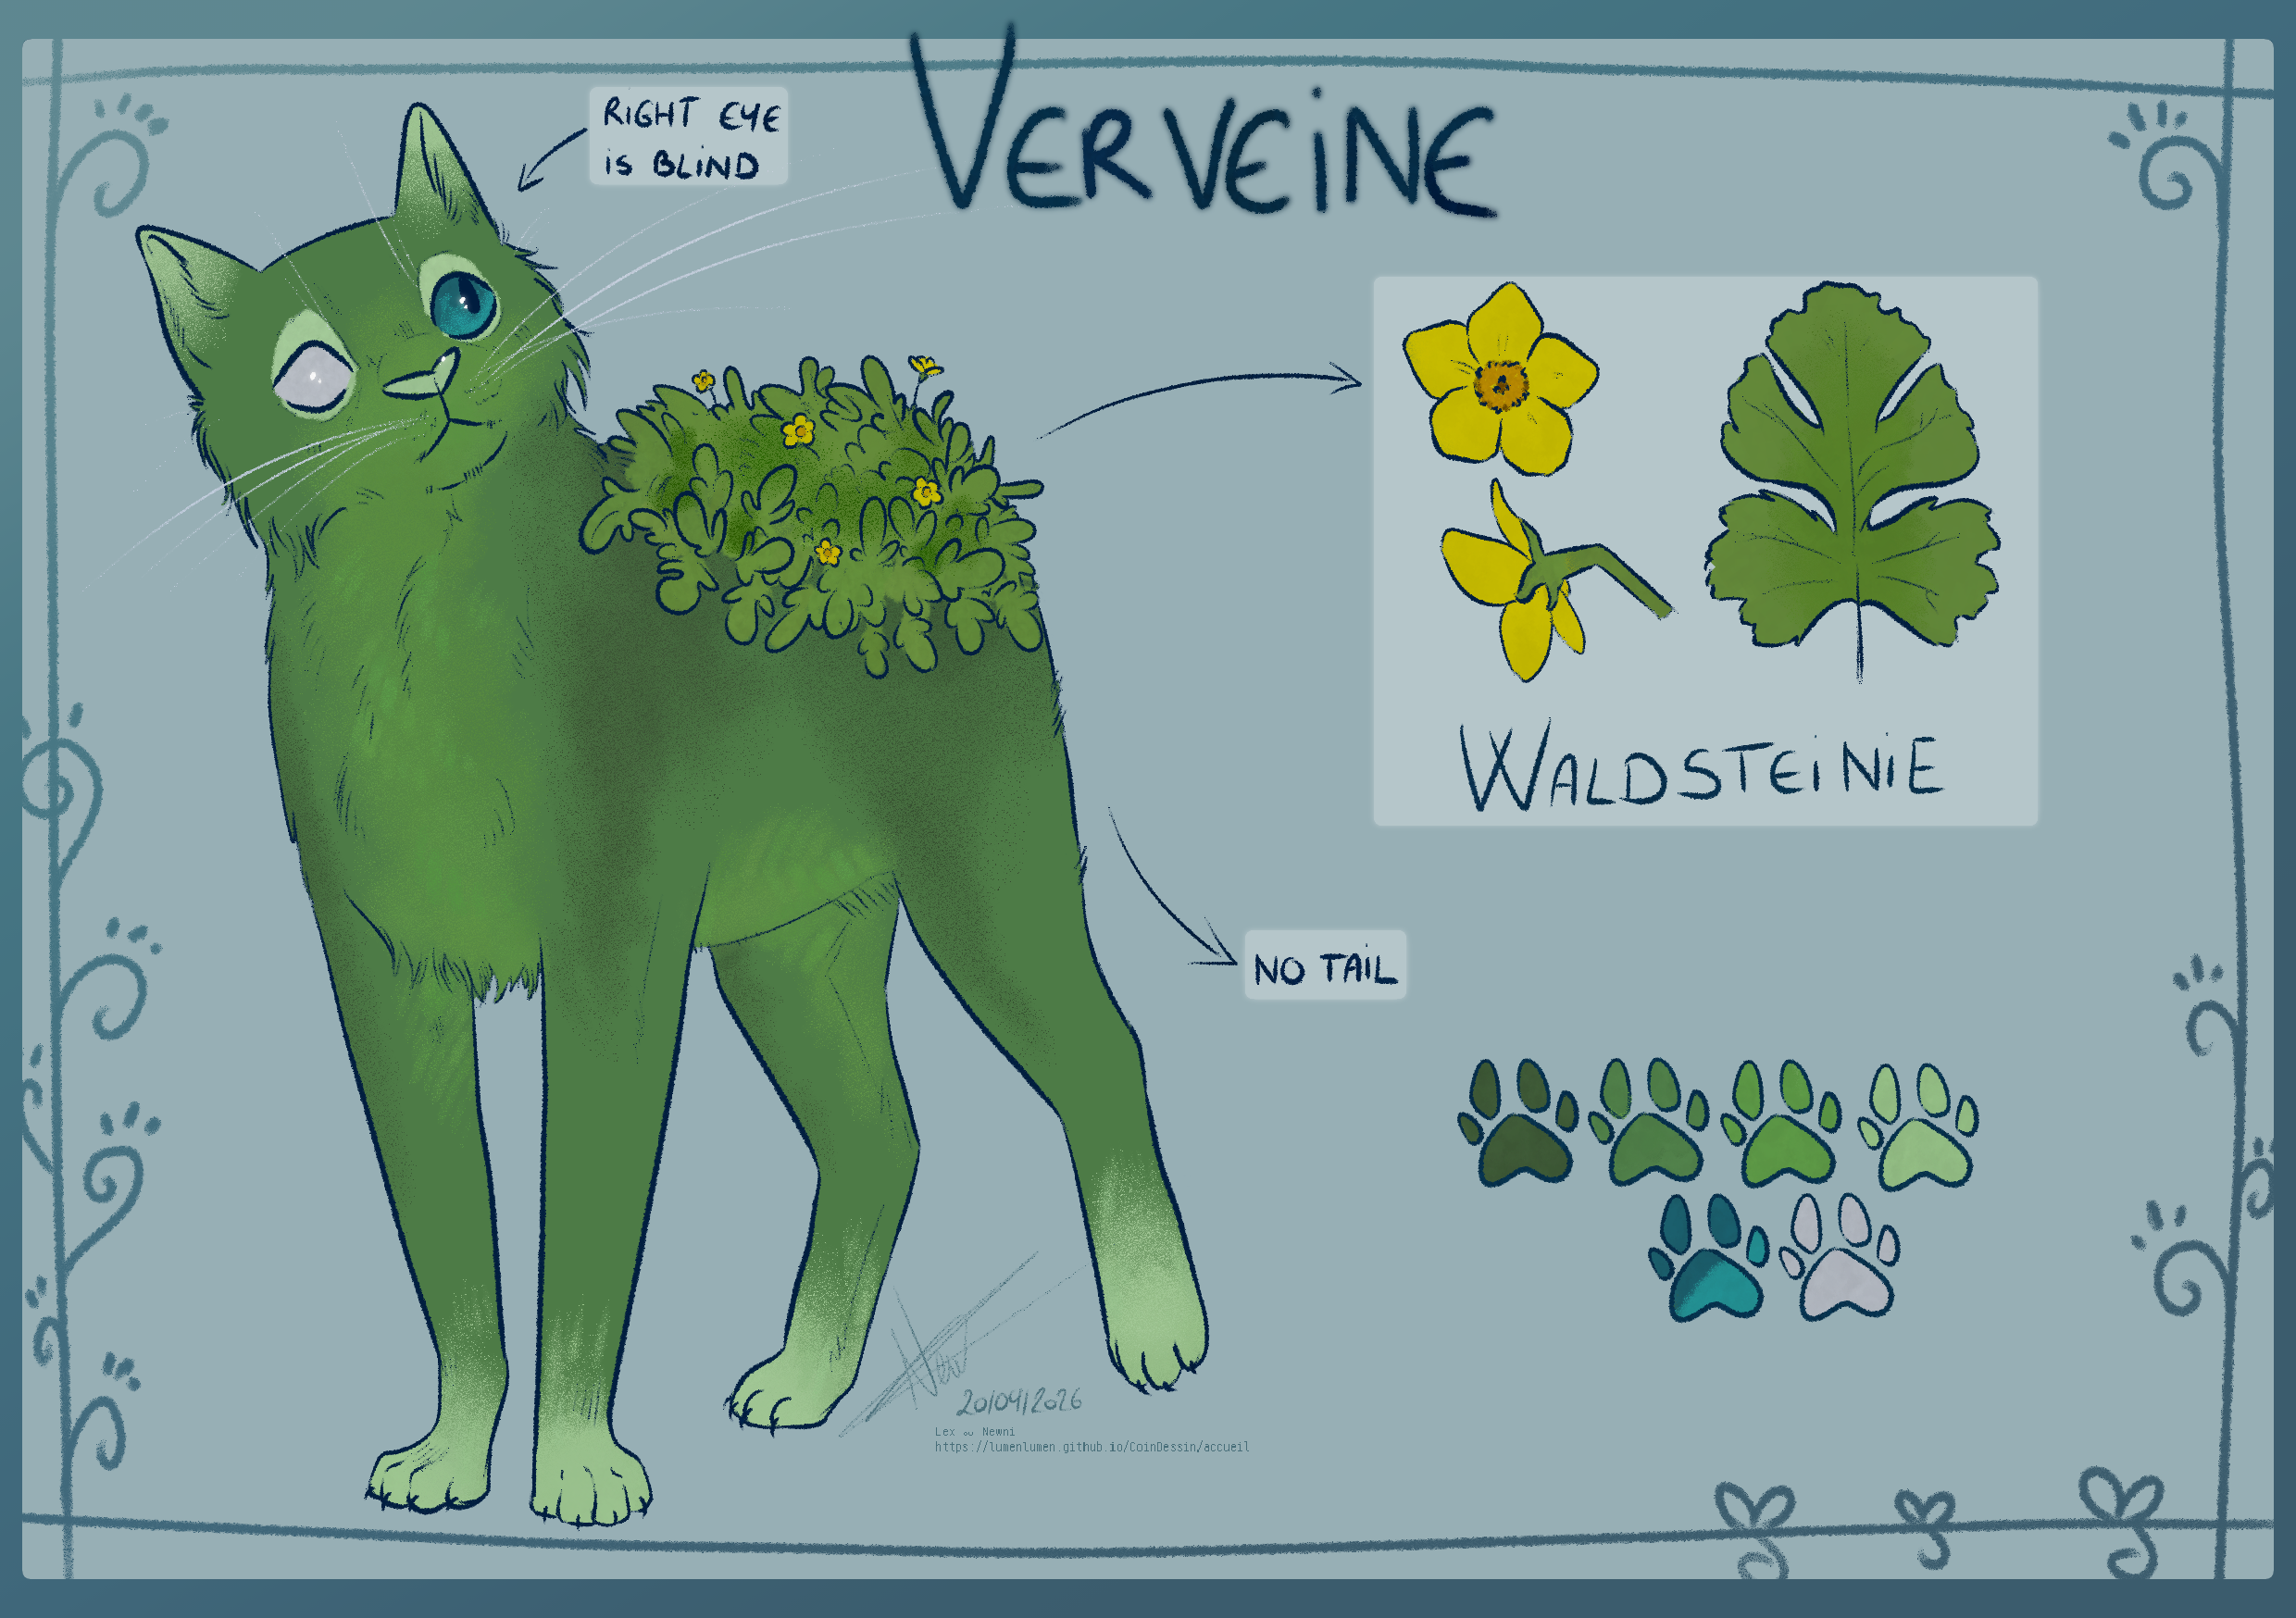 VERVEINE
RIGHT EYE
is BLIND
WALDSTEINIE
NO TAIL
20/04/2026
Lex ∞ Newni
https://lumenlumen.github.io/CoinDessin/accueil